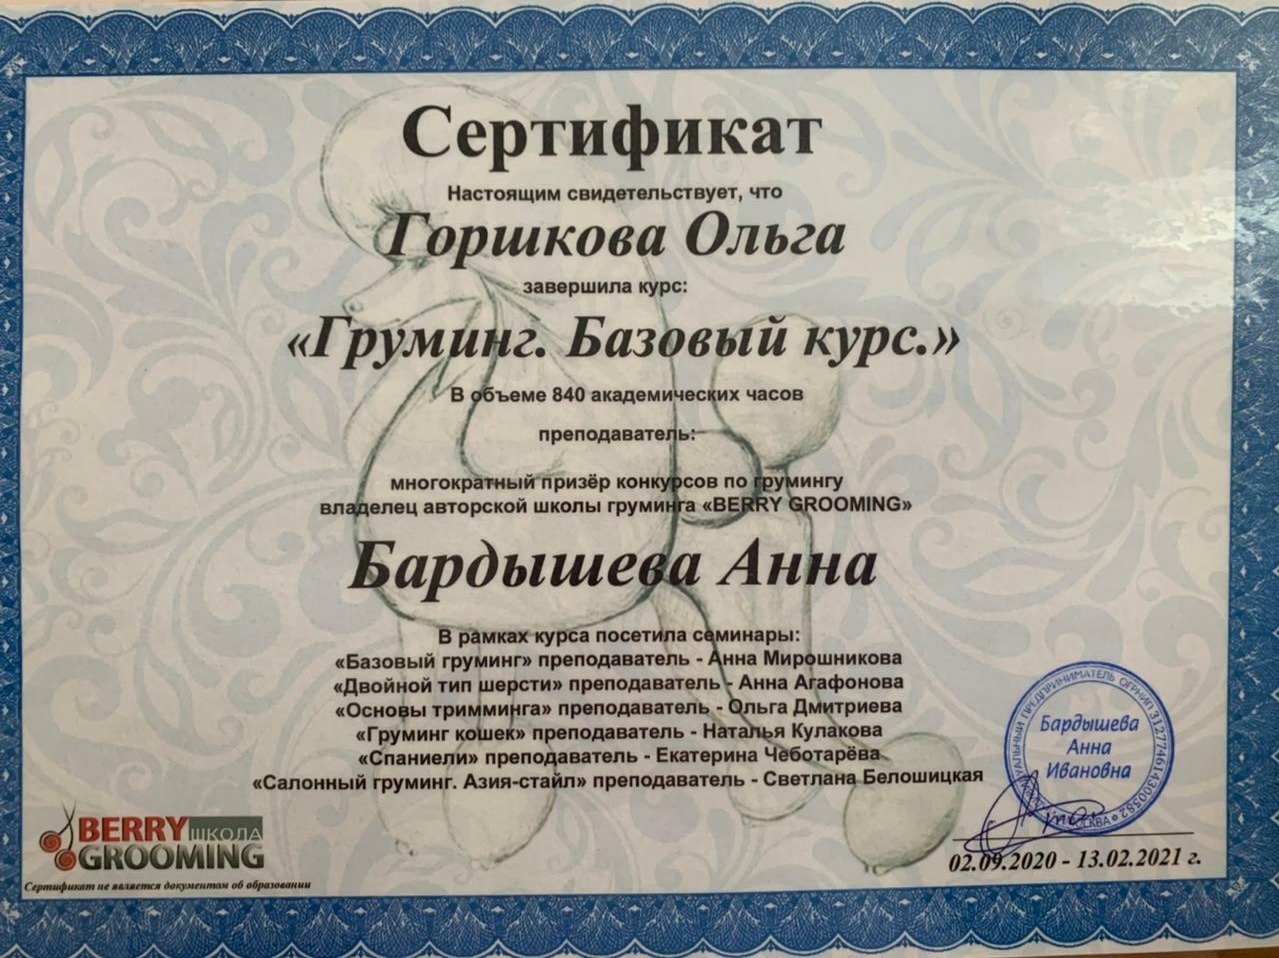 Сертификат
Настоящим свидетельствует, что
Горшкова Ольга
завершила курс:
«Груминг. Базовый курс.»
В объеме 840 академических часов
преподаватель:
многократный призёр конкурсов по грумингу
владелец авторской школы груминга «BERRY GROOMING»
Бардышева Анна
В рамках курса посетила семинары:
«Базовый груминг» преподаватель - Анна Мирошникова
«Двойной тип шерсти» преподаватель - Анна Агафонова
«Основы тримминга» преподаватель - Ольга Дмитриева
«Груминг кошек» преподаватель - Наталья Кулакова
«Спаниели» преподаватель - Екатерина Чеботарёва
«Салонный груминг. Азия-стайл» преподаватель - Светлана Белошицкая
ПРЕДПРИНИМАТЕЛЬ ОГРНИП 312774614300582
Бардышева
Анна
Ивановна
МОСКВА
BERRY ШКОЛА
GROOMING
02.09.2020 - 13.02.2021 г.
Сертификат не является документом об образовании